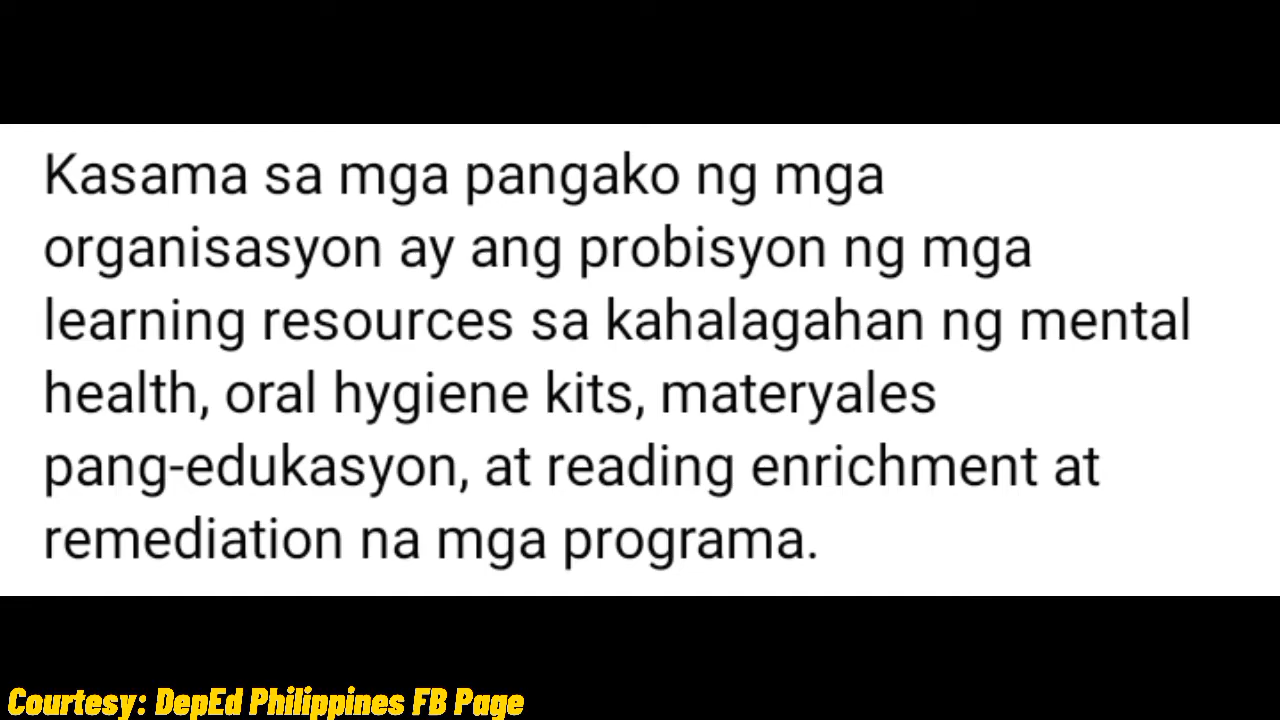 Kasama sa mga pangako ng mga
organisasyon ay ang probisyon ng mga
learning resources sa kahalagahan ng mental
health, oral hygiene kits, materyales
pang-edukasyon, at reading enrichment at
remediation na mga programa.
Courtesy: DepEd Philippines FB Page